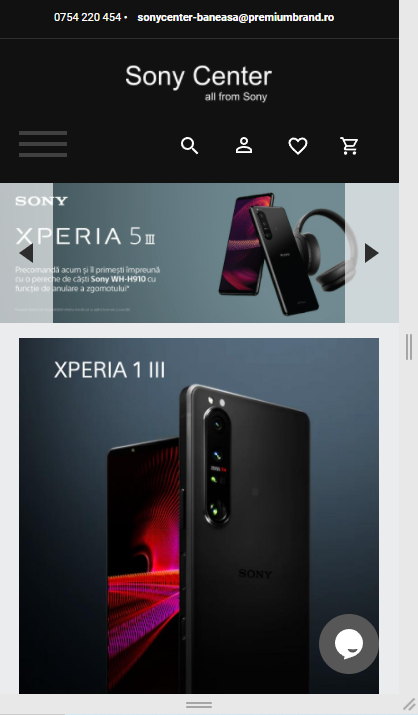 0754 220 454 • sonycenter-baneasa@premiumbrand.ro
Sony Center
all from Sony
SONY
XPERIA 5 III
Precomandă acum și îl primești împreună
cu o pereche de căști Sony WH-H910 cu
funcție de anulare a zgomotului*
XPERIA 1 III
SONY